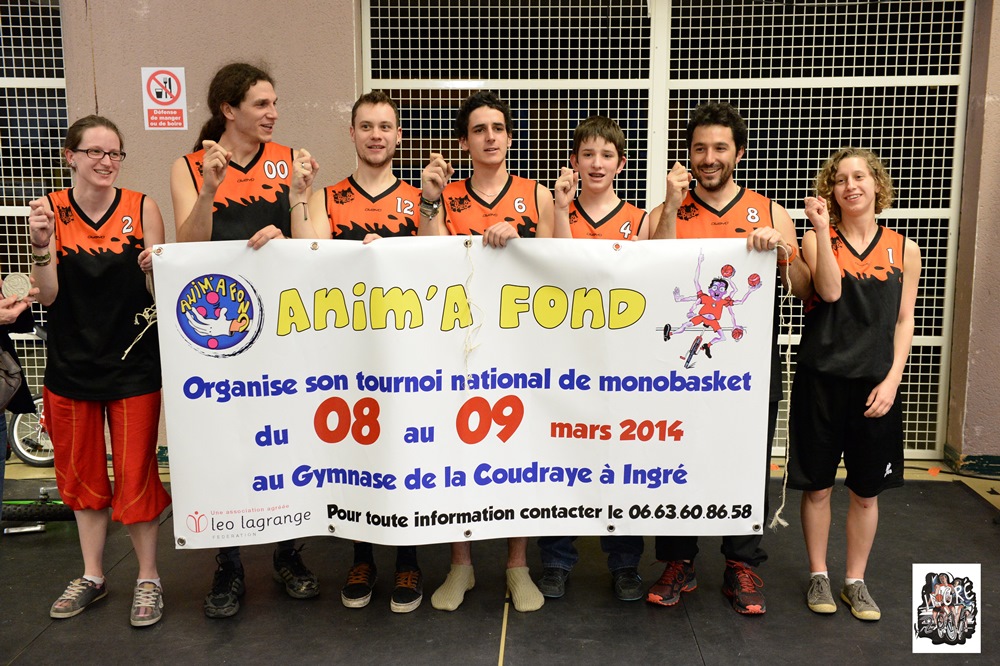 Défense
de manger
ou de boire
2
00
12
6
4
8
1
ANIM'A FOND
ANIM'A FOND
Organise son tournoi national de monobasket
du 08 au 09 mars 2014
au Gymnase de la Coudraye à Ingré
Une association agréée
leo lagrange
FEDERATION
Pour toute information contacter le 06.63.60.86.58